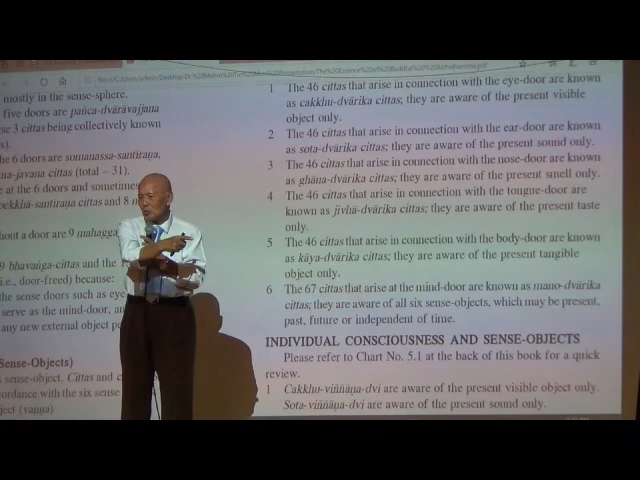 mostly in the sense-sphere.
five doors are pañca-dvārāvajjana
se 3 cittas being collectively known
s).
he 6 doors are somanassa-santīraṇa,
na-javana cittas (total – 31).
e at the 6 doors and sometimes
pekkhā-santīraṇa cittas and 8
hout a door are 9 mahagga
9 bhavaṅga-cittas and the
i.e., door-freed) because:
the sense doors such as eye
serve as the mind-door, an
any new external object
Sense-Objects)
s sense-object. Cittas and
cordance with the six sense
ject (vaṇṇa)
1 The 46 cittas that arise in connection with the eye-door are known
as cakkhu-dvārika cittas; they are aware of the present visible
object only.
2 The 46 cittas that arise in connection with the ear-door are known
as sota-dvārika cittas; they are aware of the present sound only.
3 The 46 cittas that arise in connection with the nose-door are known
as ghāna-dvārika cittas; they are aware of the present smell only.
4 The 46 cittas that arise in connection with the tongue-door are
known as jivhā-dvārika cittas; they are aware of the present taste
only.
5 The 46 cittas that arise in connection with the body-door are known
as kāya-dvārika cittas; they are aware of the present tangible
object only.
6 The 67 cittas that arise at the mind-door are known as mano-dvārika
cittas; they are aware of all six sense-objects, which may be present,
past, future or independent of time.
INDIVIDUAL CONSCIOUSNESS AND SENSE-OBJECTS
Please refer to Chart No. 5.1 at the back of this book for a quick
review.
1 Cakkhu-viññāṇa-dvi are aware of the present visible object only.
Sota-viññāṇa-dvi are aware of the present sound only.